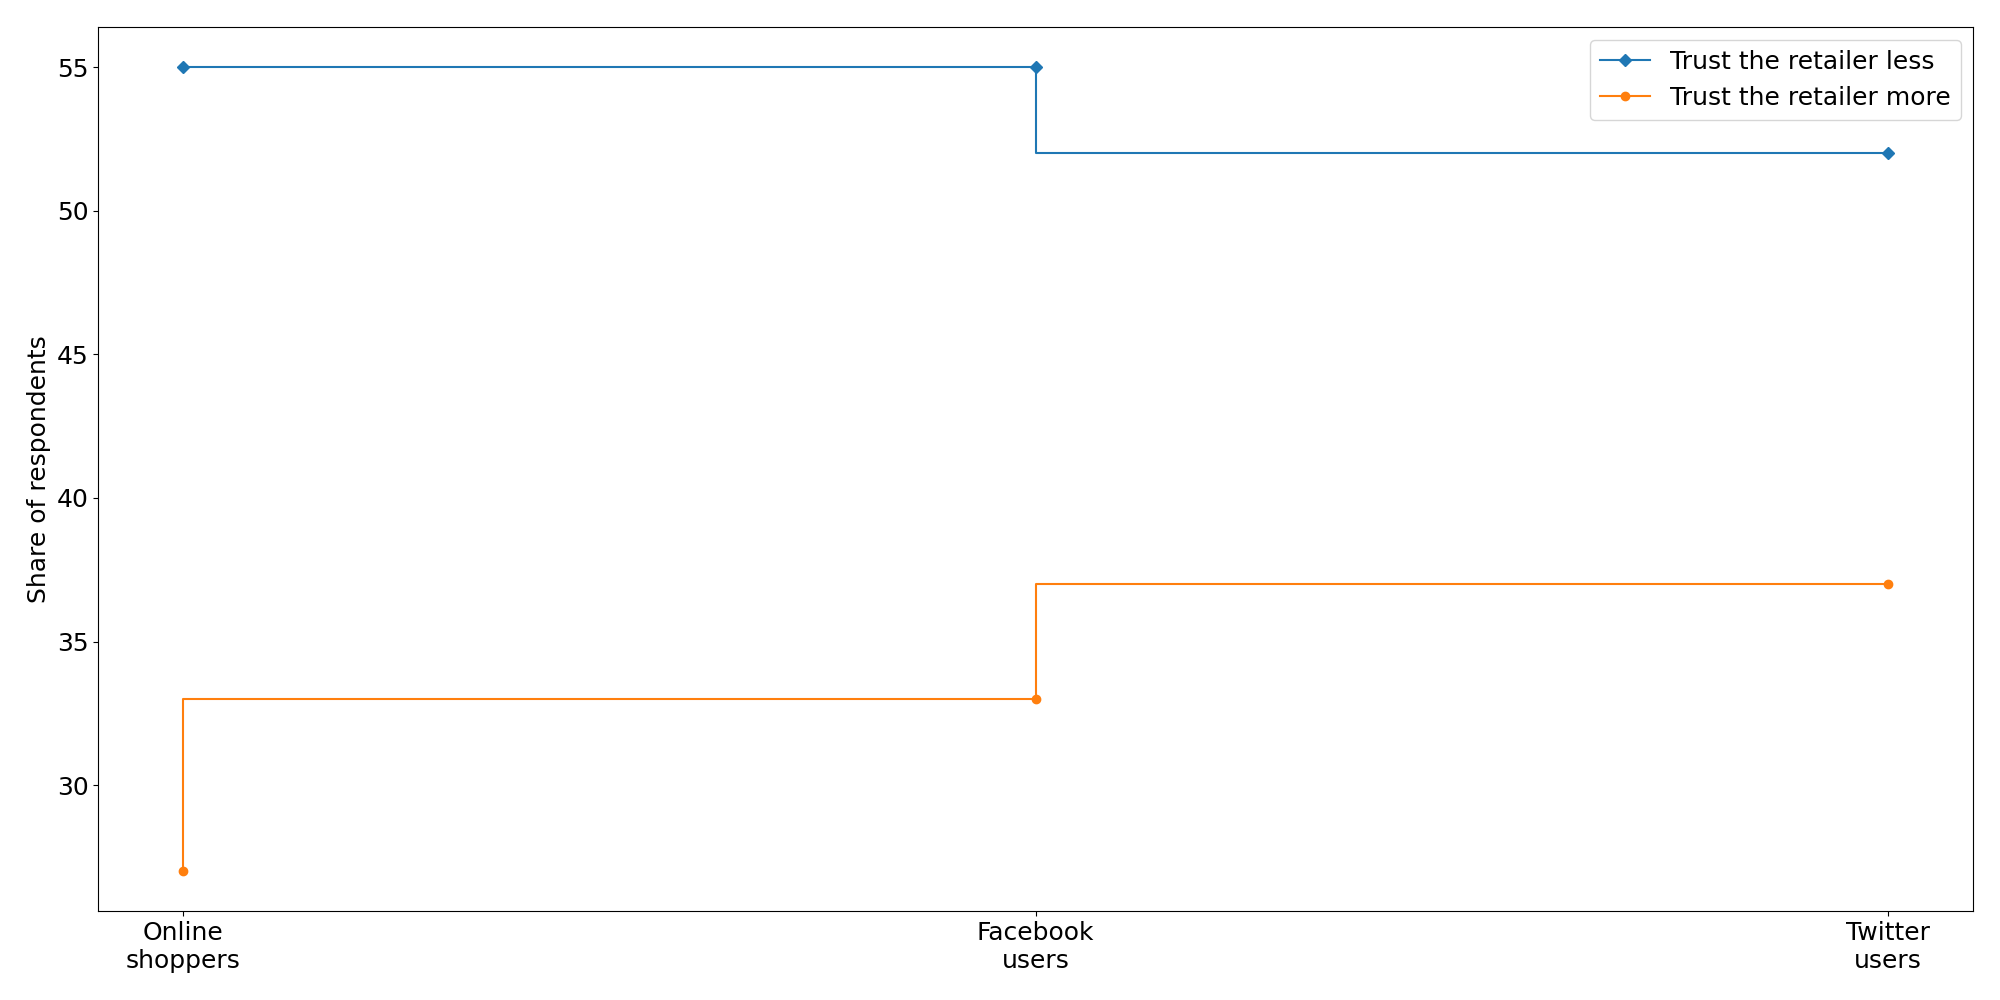 Trust the retailer less
Trust the retailer more
Share of respondents
55
50
45
40
35
30
Online
shoppers
Facebook
users
Twitter
users